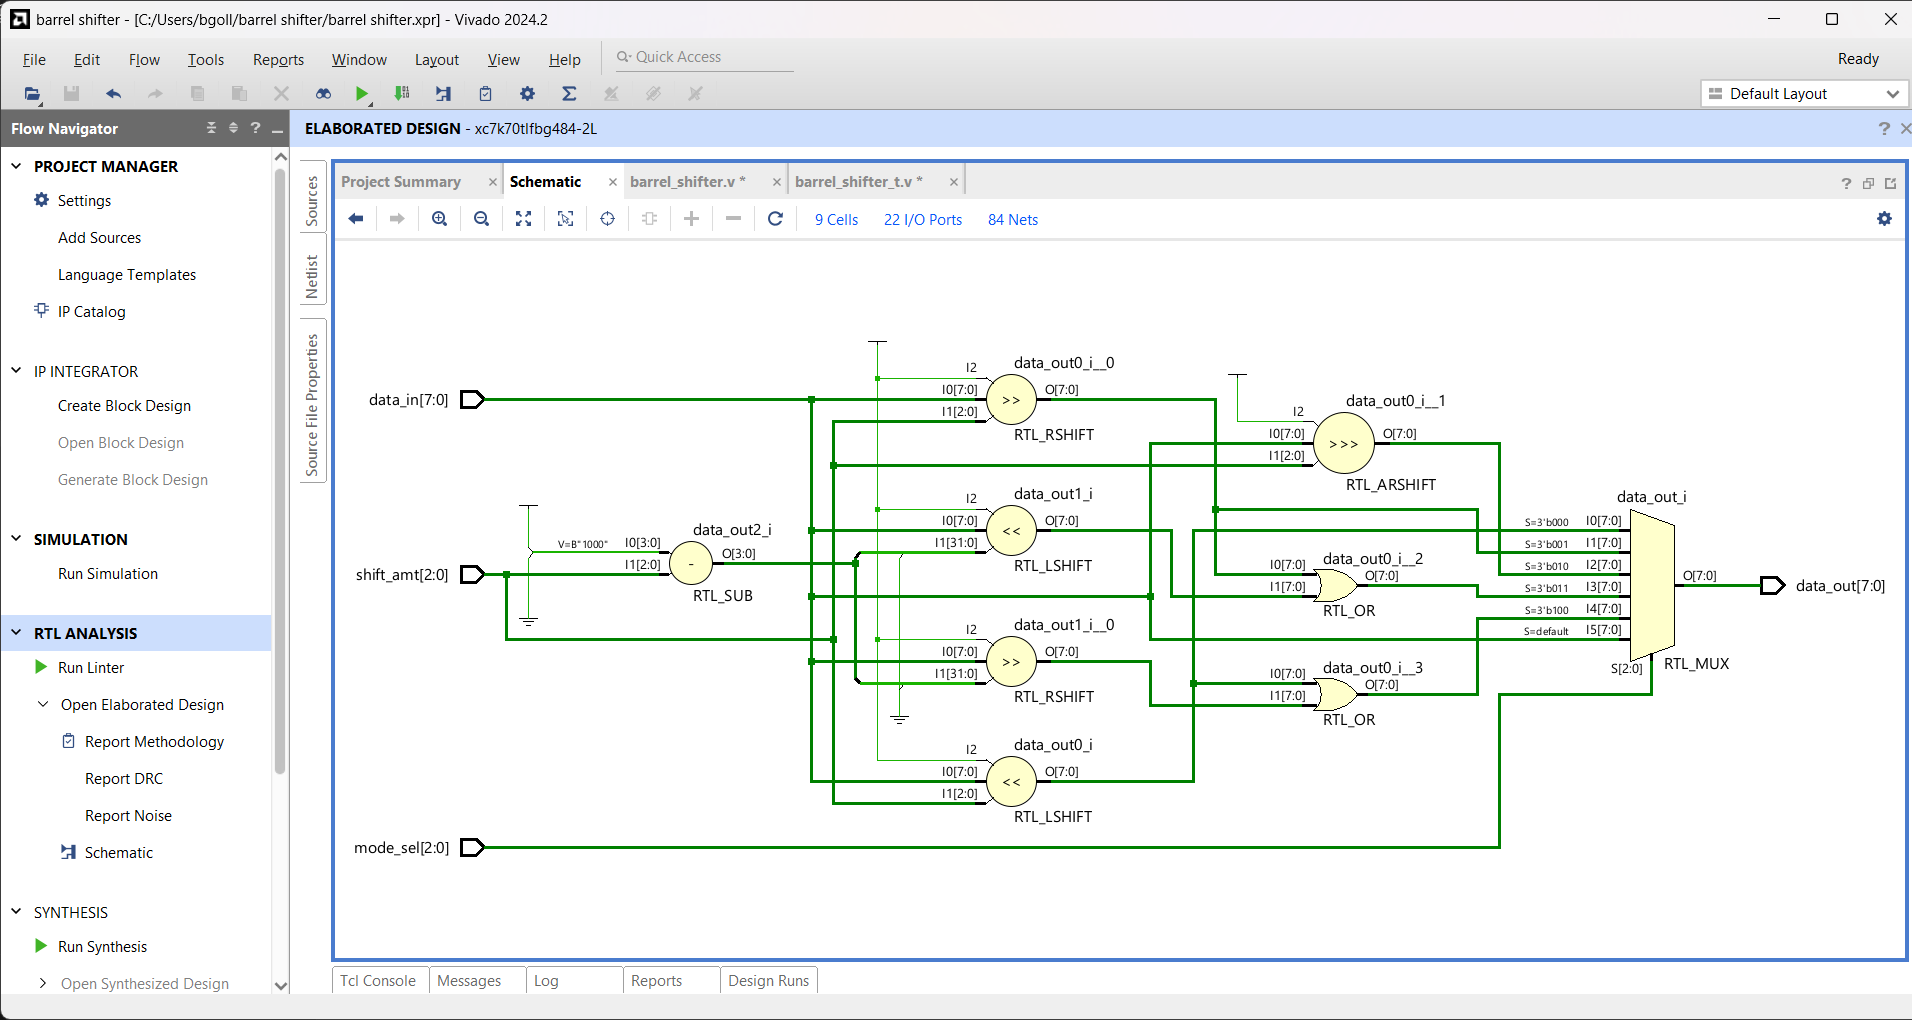 barrel shifter - [C:/Users/bgoll/barrel shifter/barrel shifter.xpr] - Vivado 2024.2
File Edit Flow Tools Reports Window Layout View Help Quick Access Ready
Default Layout
Flow Navigator
ELABORATED DESIGN - xc7k70tlfbg484-2L
PROJECT MANAGER
Settings
Add Sources
Language Templates
IP Catalog
IP INTEGRATOR
Create Block Design
Open Block Design
Generate Block Design
SIMULATION
Run Simulation
RTL ANALYSIS
Run Linter
Open Elaborated Design
Report Methodology
Report DRC
Report Noise
Schematic
SYNTHESIS
Run Synthesis
Open Synthesized Design
Sources
Netlist
Source File Properties
Project Summary Schematic barrel_shifter.v * barrel_shifter_t.v *
9 Cells 22 I/O Ports 84 Nets
data_in[7:0]
shift_amt[2:0]
mode_sel[2:0]
V=B"1000"
I0[3:0]
I1[2:0]
data_out2_i
-
O[3:0]
RTL_SUB
data_out0_i__0
I2
I0[7:0]
I1[2:0]
>>
O[7:0]
RTL_RSHIFT
data_out1_i
I2
I0[7:0]
I1[31:0]
<<
O[7:0]
RTL_LSHIFT
data_out1_i__0
I2
I0[7:0]
I1[31:0]
>>
O[7:0]
RTL_RSHIFT
data_out0_i
I2
I0[7:0]
I1[2:0]
<<
O[7:0]
RTL_LSHIFT
data_out0_i__1
I2
I0[7:0]
I1[2:0]
>>>
O[7:0]
RTL_ARSHIFT
data_out0_i__2
I0[7:0]
I1[7:0]
O[7:0]
RTL_OR
data_out0_i__3
I0[7:0]
I1[7:0]
O[7:0]
RTL_OR
data_out_i
S=3'b000 I0[7:0]
S=3'b001 I1[7:0]
S=3'b010 I2[7:0]
S=3'b011 I3[7:0]
S=3'b100 I4[7:0]
S=default I5[7:0]
S[2:0]
O[7:0]
RTL_MUX
data_out[7:0]
Tcl Console Messages Log Reports Design Runs